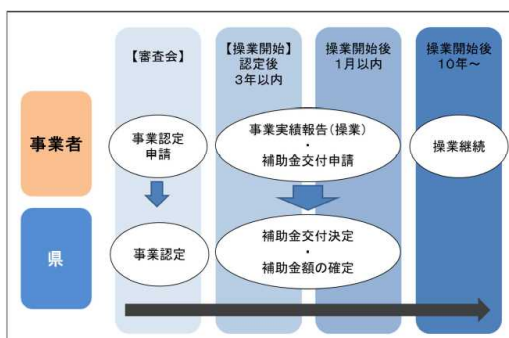 【審査会】
【操業開始】
認定後
3年以内
操業開始後
1月以内
操業開始後
10年～
事業者
事業認定
申請
事業実績報告（操業）
・
補助金交付申請
操業継続
県
事業認定
補助金交付決定
・
補助金額の確定